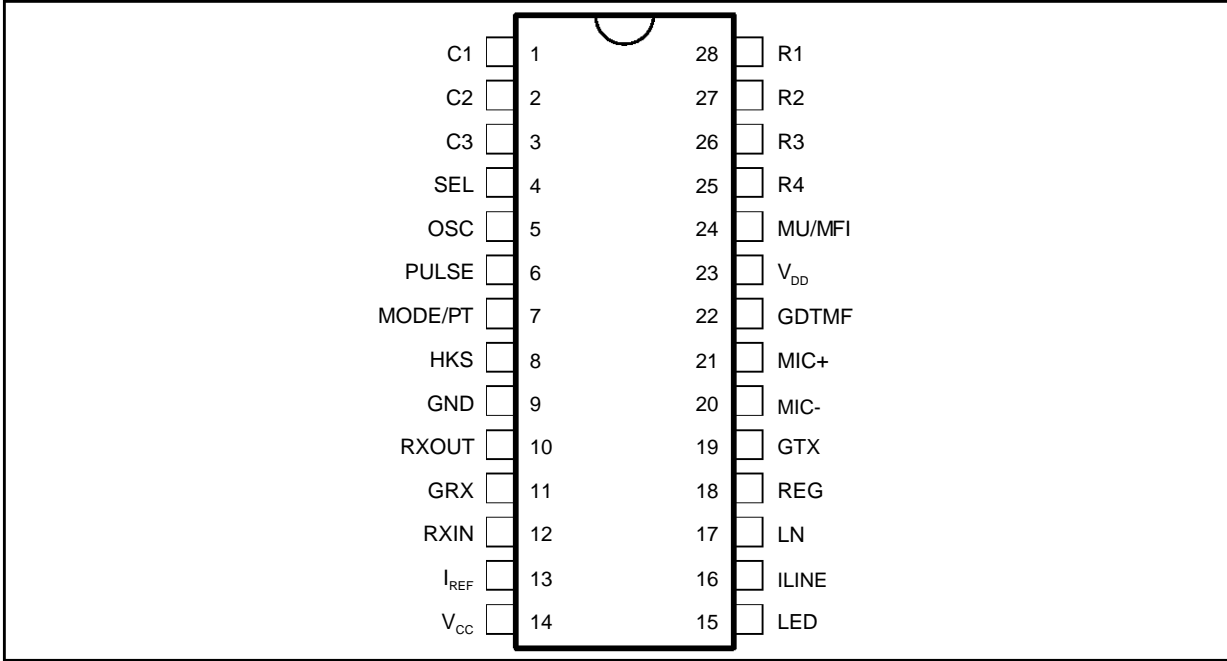 C1 1 28 R1
C2 2 27 R2
C3 3 26 R3
SEL 4 25 R4
OSC 5 24 MU/MFI
PULSE 6 23 VDD
MODE/PT 7 22 GDTMF
HKS 8 21 MIC+
GND 9 20 MIC-
RXOUT 10 19 GTX
GRX 11 18 REG
RXIN 12 17 LN
IREF 13 16 ILINE
VCC 14 15 LED